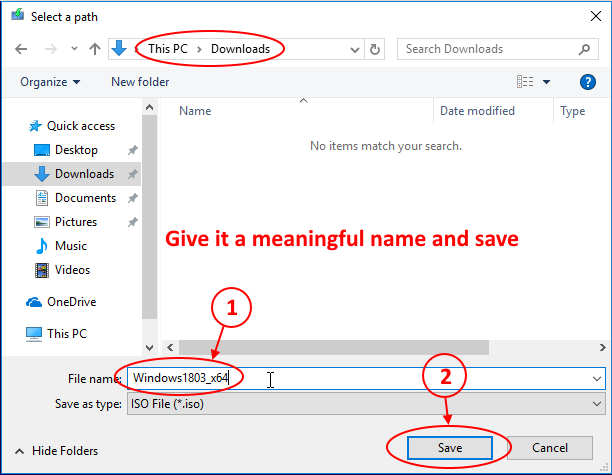 Select a path
This PC > Downloads
Search Downloads
Organize
New folder
?
Name
Date modified
Type
Quick access
Desktop
Downloads
Documents
Pictures
Music
Videos
OneDrive
This PC
No items match your search.
Give it a meaningful name and save
1
File name: Windows1803_x64
Save as type: ISO File (*.iso)
2
Hide Folders
Save
Cancel